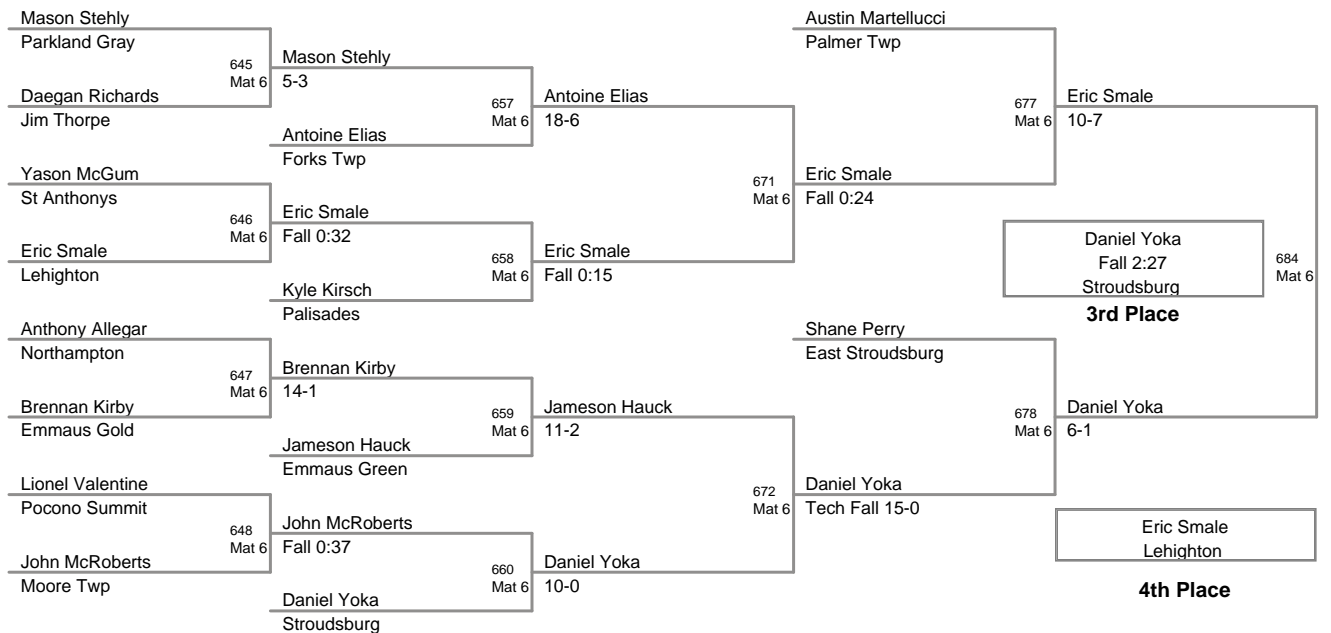 Mason Stehly
Parkland Gray
645
Mat 6
Daegan Richards
Jim Thorpe
Yason McGum
St Anthonys
646
Mat 6
Eric Smale
Lehighton
Anthony Allegar
Northampton
647
Mat 6
Brennan Kirby
Emmaus Gold
Lionel Valentine
Pocono Summit
648
Mat 6
John McRoberts
Moore Twp
Mason Stehly
5-3
657
Mat 6
Antoine Elias
Forks Twp
Eric Smale
Fall 0:32
658
Mat 6
Kyle Kirsch
Palisades
Brennan Kirby
14-1
659
Mat 6
Jameson Hauck
Emmaus Green
John McRoberts
Fall 0:37
660
Mat 6
Daniel Yoka
Stroudsburg
Antoine Elias
18-6
671
Mat 6
Eric Smale
Fall 0:15
Jameson Hauck
11-2
672
Mat 6
Daniel Yoka
10-0
Austin Martellucci
Palmer Twp
677
Mat 6
Eric Smale
Fall 0:24
Shane Perry
East Stroudsburg
678
Mat 6
Daniel Yoka
Tech Fall 15-0
Eric Smale
10-7
684
Mat 6
Daniel Yoka
6-1
Daniel Yoka
Fall 2:27
Stroudsburg
3rd Place
Eric Smale
Lehighton
4th Place